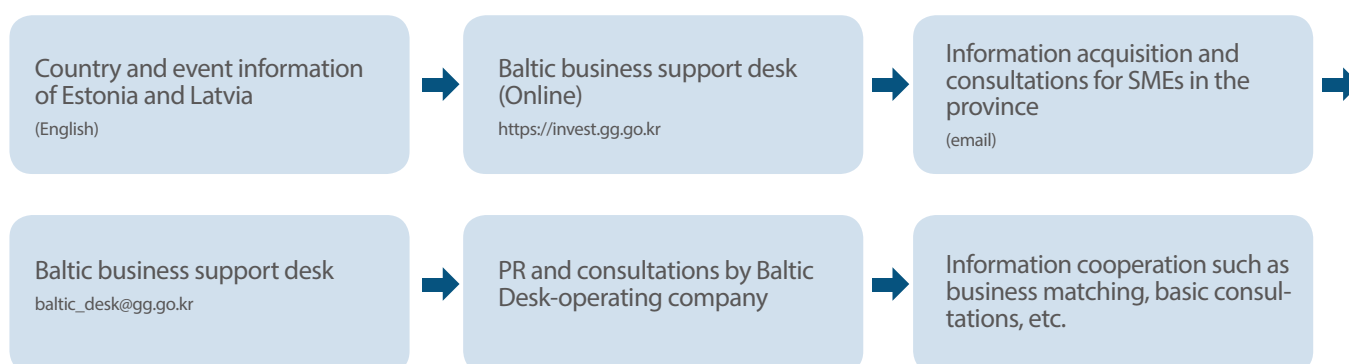 Country and event information
of Estonia and Latvia
(English)
Baltic business support desk
(Online)
https://invest.gg.go.kr
Information acquisition and
consultations for SMEs in the
province
(email)
Baltic business support desk
baltic_desk@gg.go.kr
PR and consultations by Baltic
Desk-operating company
Information cooperation such as
business matching, basic consul-
tations, etc.